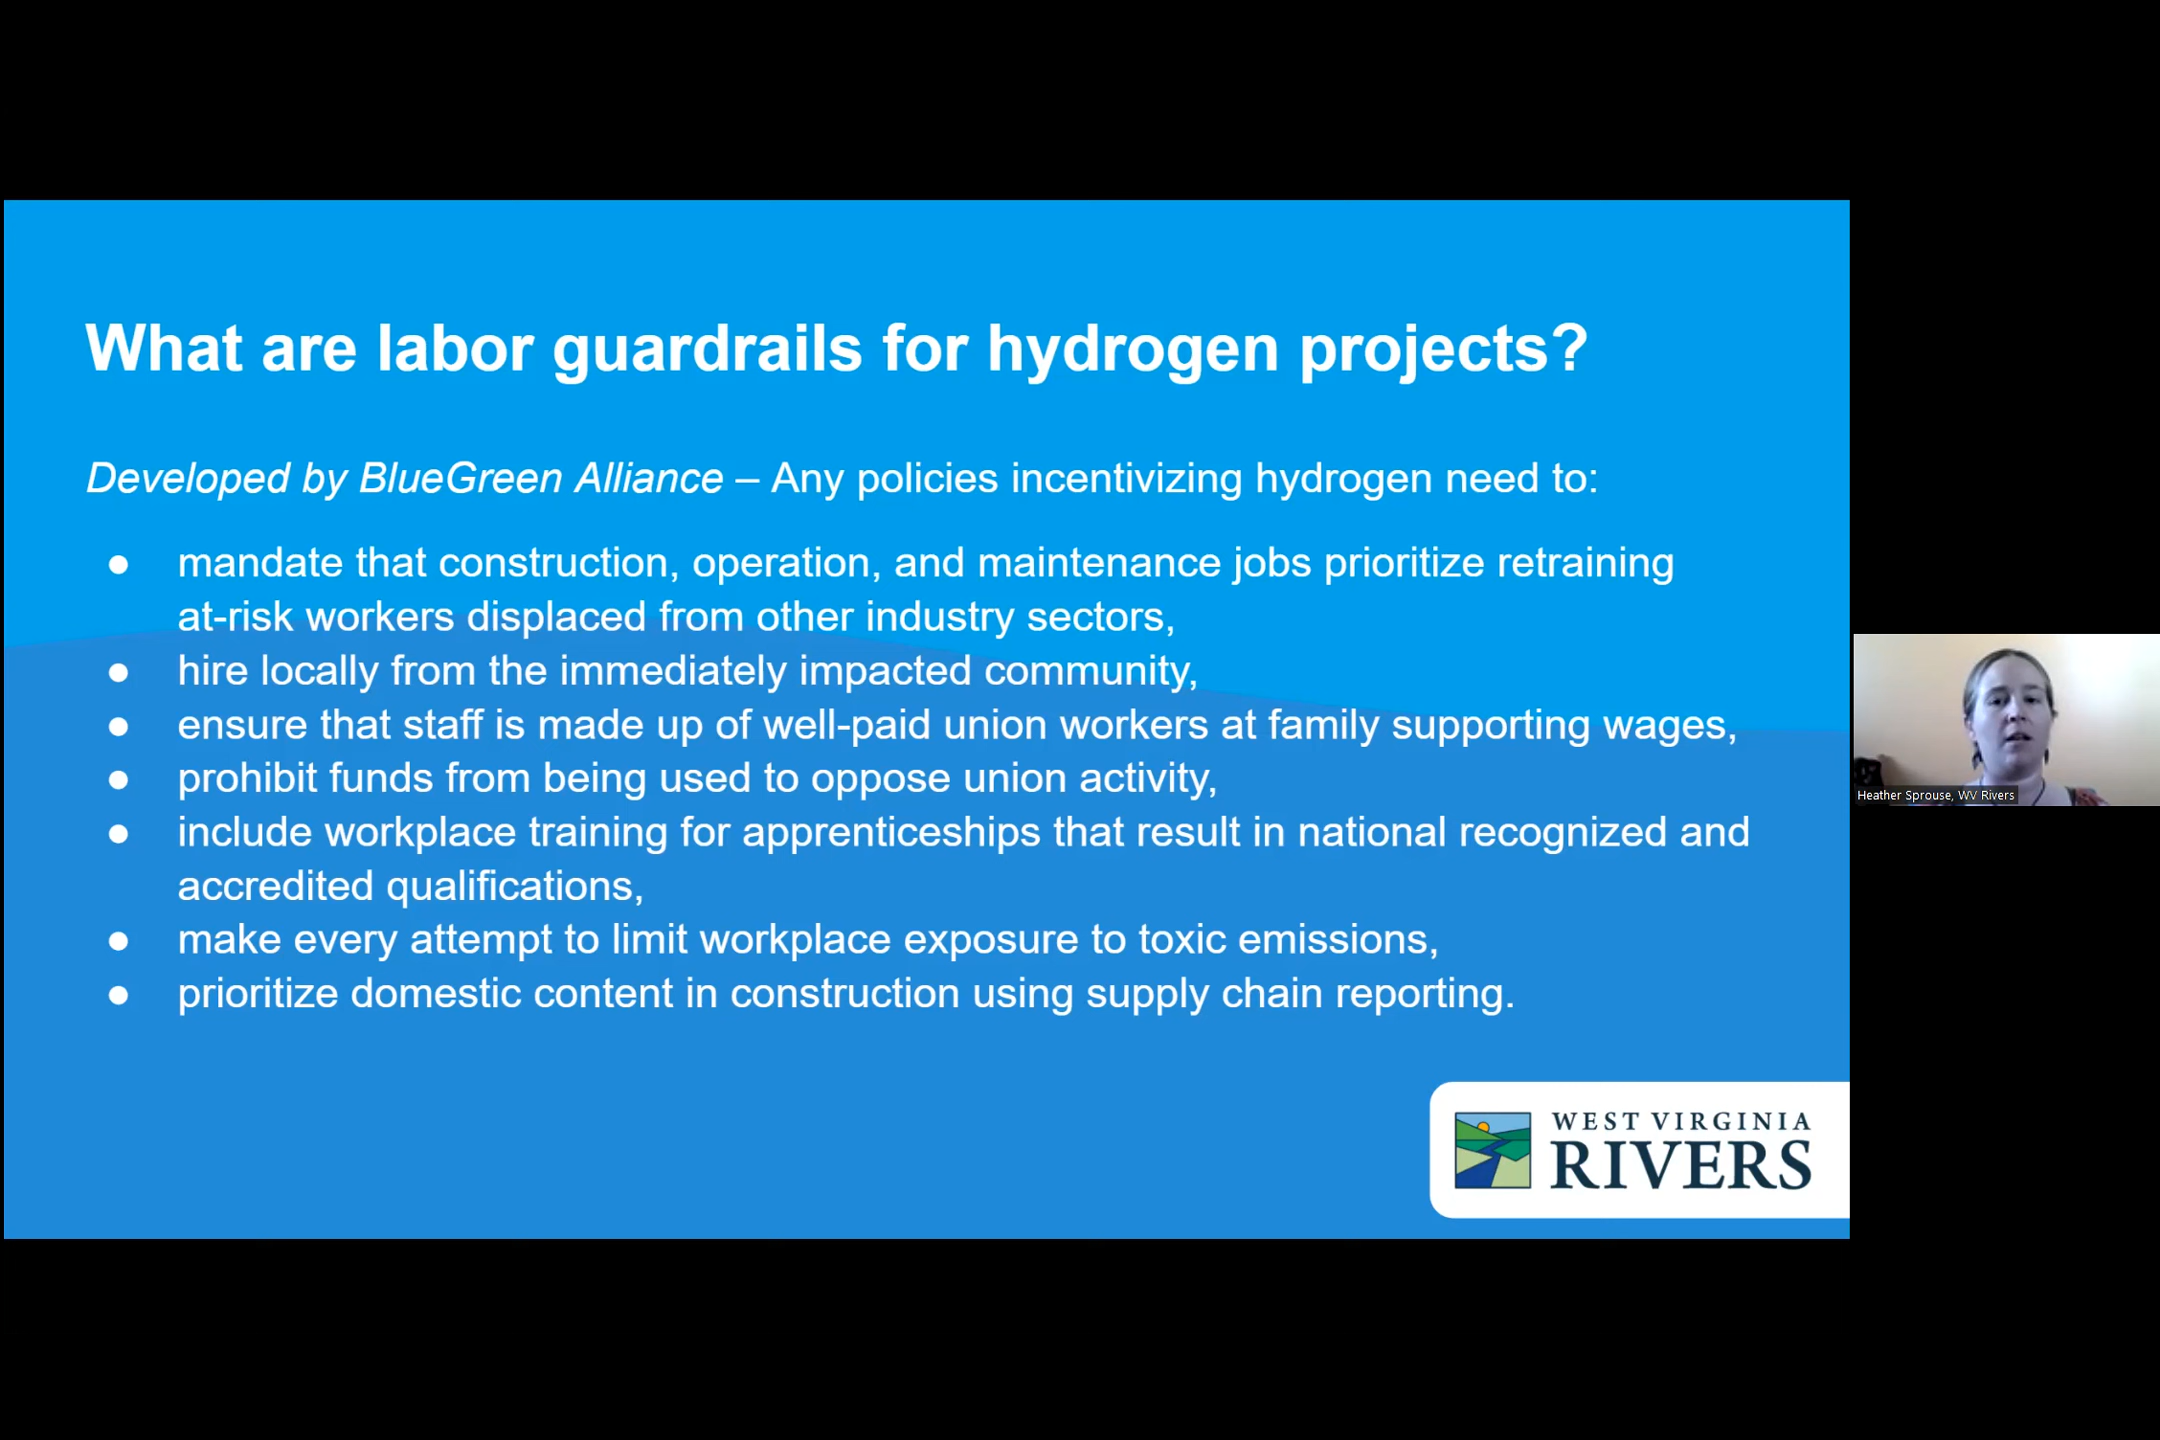 What are labor guardrails for hydrogen projects?
Developed by BlueGreen Alliance – Any policies incentivizing hydrogen need to:
● mandate that construction, operation, and maintenance jobs prioritize retraining
at-risk workers displaced from other industry sectors,
● hire locally from the immediately impacted community,
● ensure that staff is made up of well-paid union workers at family supporting wages,
● prohibit funds from being used to oppose union activity,
● include workplace training for apprenticeships that result in national recognized and
accredited qualifications,
● make every attempt to limit workplace exposure to toxic emissions,
● prioritize domestic content in construction using supply chain reporting.
WEST VIRGINIA
RIVERS
Heather Sprouse, WV Rivers